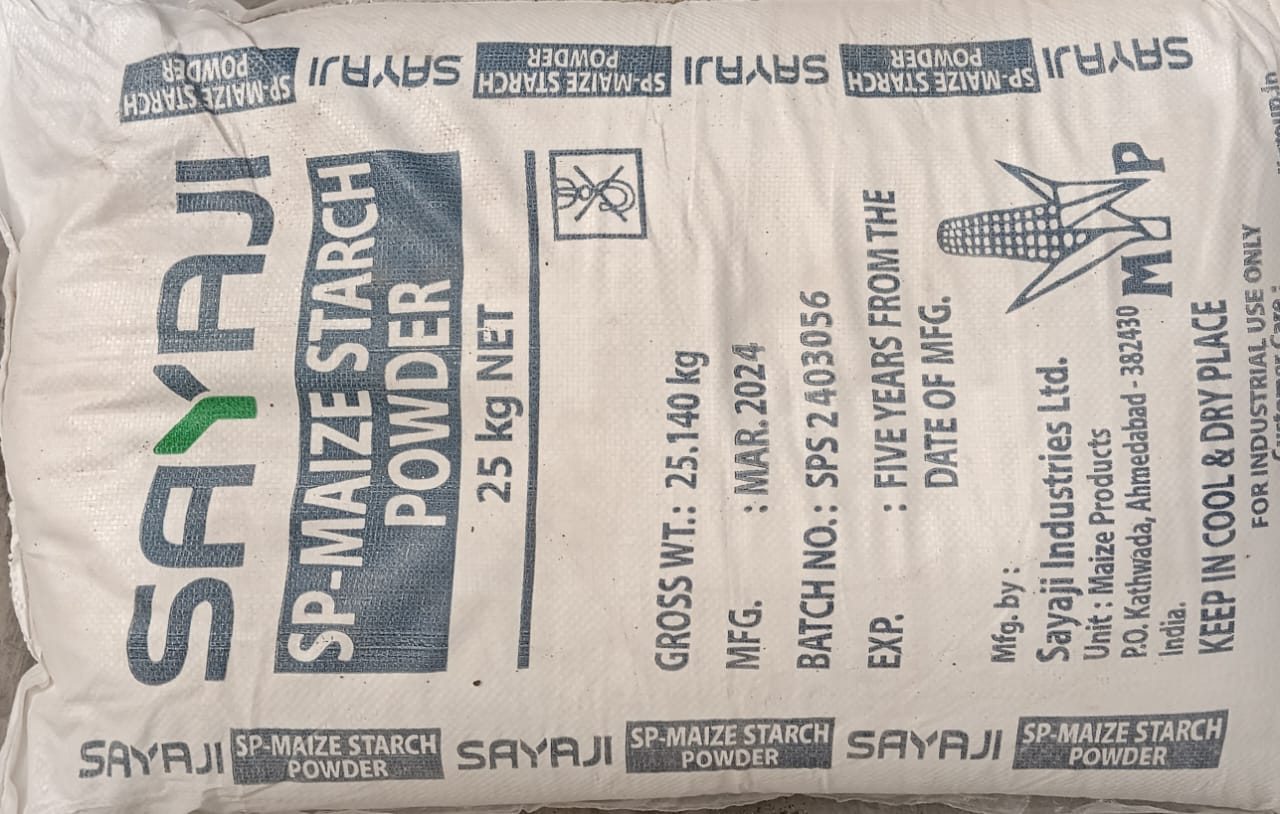 SAYAJI
SP-MAIZE STARCH
POWDER
25 kg NET
GROSS WT.: 25.140 kg
MFG. : MAR. 2024
BATCH NO.: SPS 2403056
EXP. : FIVE YEARS FROM THE
DATE OF MFG.
Mfg. by :
Sayaji Industries Ltd.
Unit : Maize Products
P.O. Kathwada, Ahmedabad - 382430
India.
M P
KEEP IN COOL & DRY PLACE
FOR INDUSTRIAL USE ONLY
Customer Care :
SAYAJI
SP-MAIZE STARCH
POWDER
SAYAJI
SP-MAIZE STARCH
POWDER
SAYAJI
SP-MAIZE STARCH
POWDER
SP-MAIZE STARCH
POWDER
SAYAJI
SP-MAIZE STARCH
POWDER
SAYAJI
SP-MAIZE STARCH
POWDER
SAYAJI